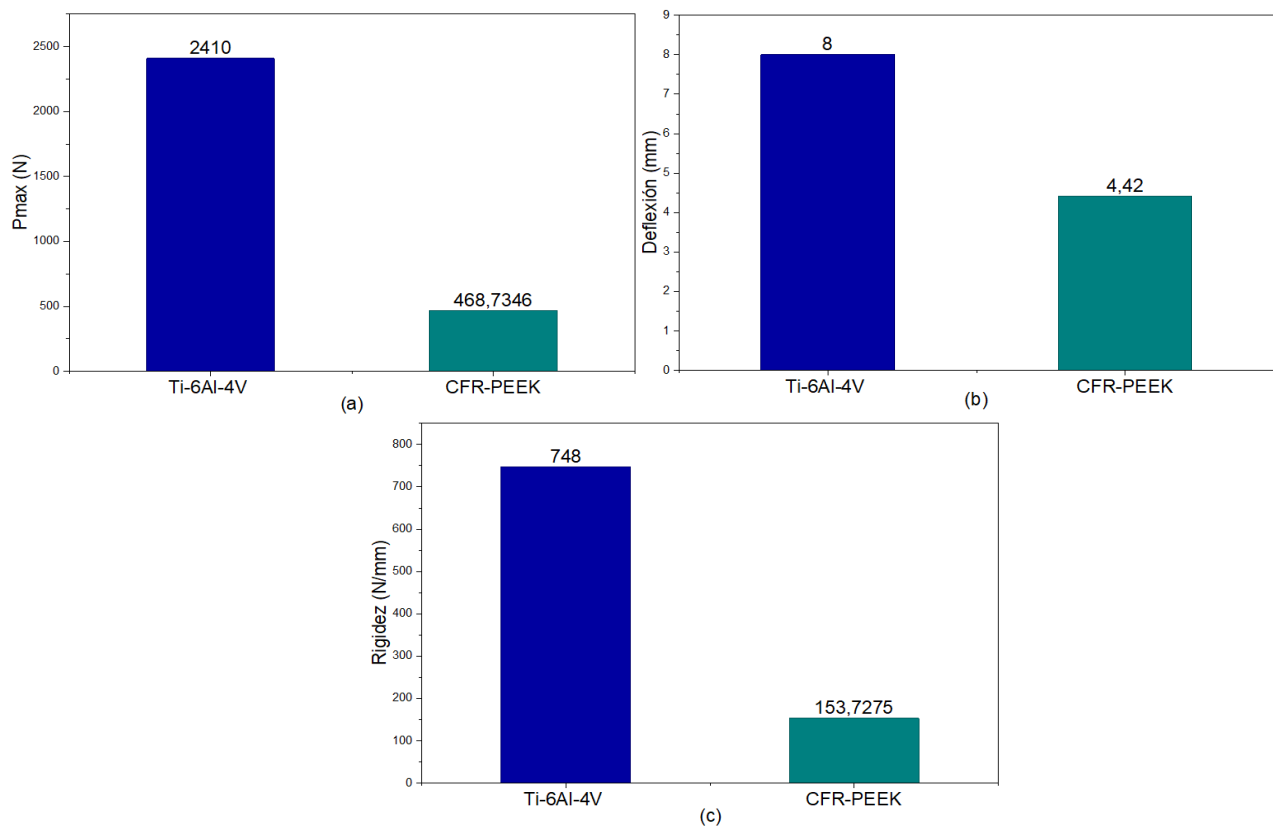 2500
2000
1500
1000
500
0
Pmax (N)
2410
468,7346
Ti-6Al-4V
CFR-PEEK
(a)
9
8
7
6
5
4
3
2
1
0
Deflexión (mm)
8
4,42
Ti-6Al-4V
CFR-PEEK
(b)
800
700
600
500
400
300
200
100
0
Rigidez (N/mm)
748
153,7275
Ti-6Al-4V
CFR-PEEK
(c)